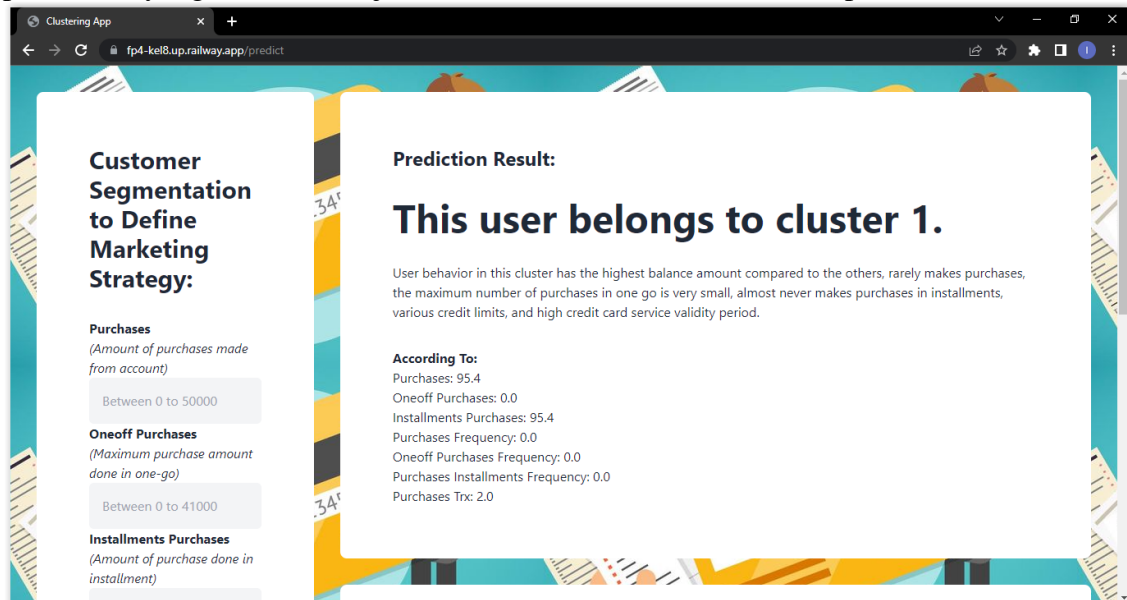 Clustering App
fp4-kel8.up.railway.app/predict
I
Customer
Segmentation
to Define
Marketing
Strategy:
Purchases
(Amount of purchases made
from account)
Between 0 to 50000
Oneoff Purchases
(Maximum purchase amount
done in one-go)
Between 0 to 41000
Installments Purchases
(Amount of purchase done in
installment)
Prediction Result:
This user belongs to cluster 1.
User behavior in this cluster has the highest balance amount compared to the others, rarely makes purchases,
the maximum number of purchases in one go is very small, almost never makes purchases in installments,
various credit limits, and high credit card service validity period.
According To:
Purchases: 95.4
Oneoff Purchases: 0.0
Installments Purchases: 95.4
Purchases Frequency: 0.0
Oneoff Purchases Frequency: 0.0
Purchases Installments Frequency: 0.0
Purchases Trx: 2.0